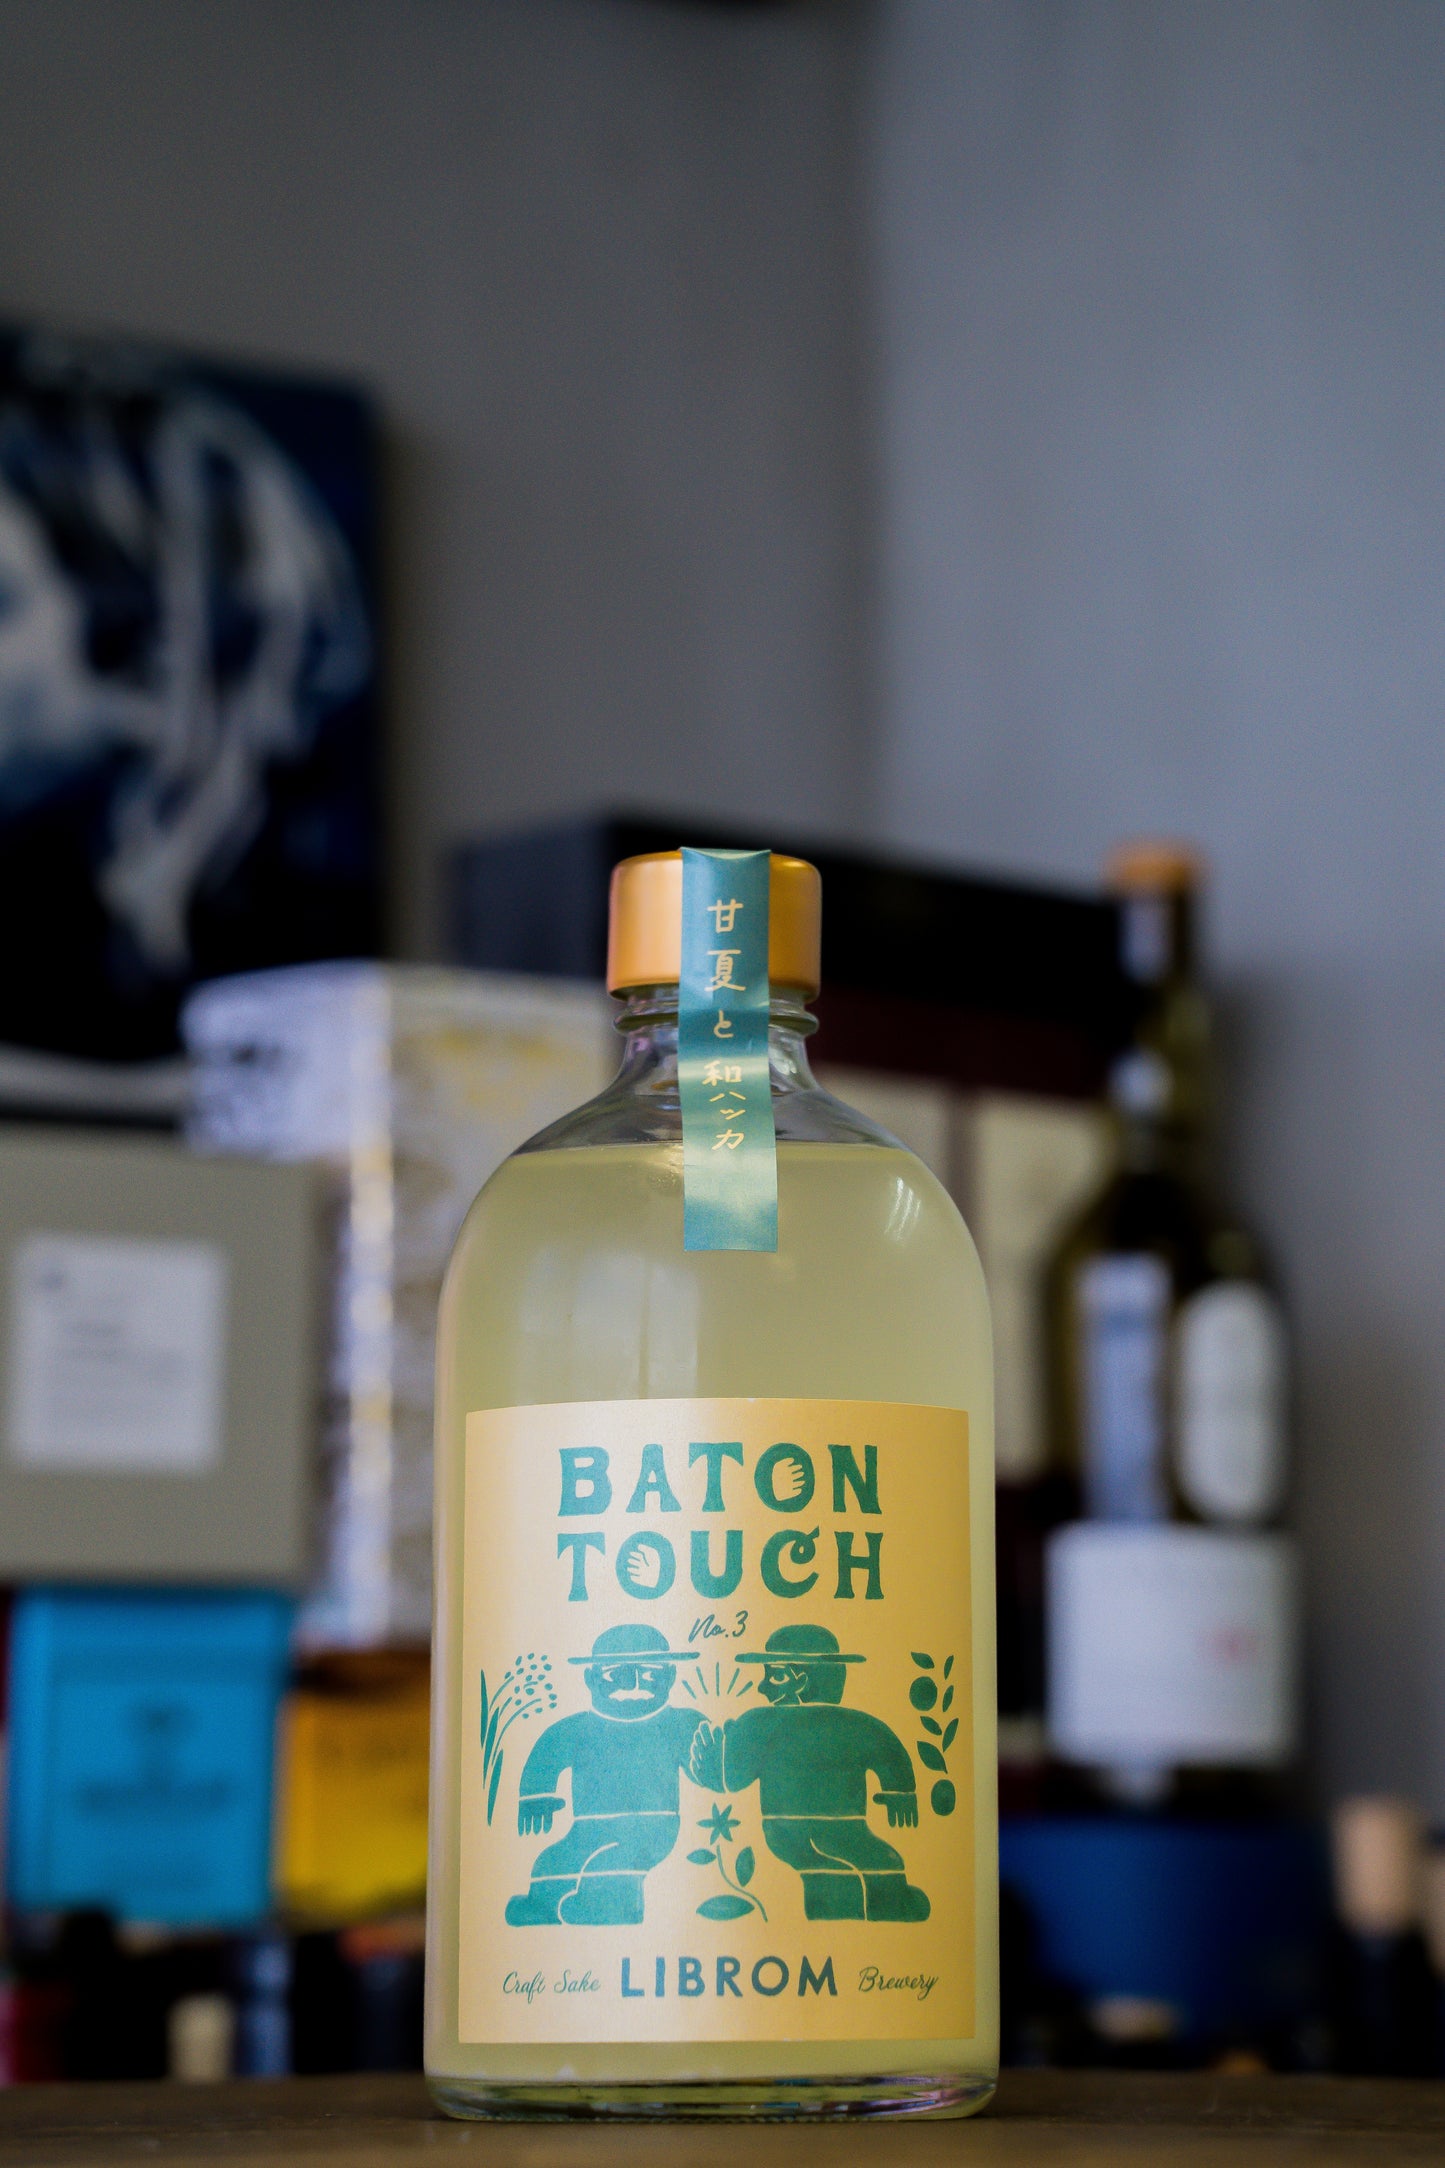 甘夏と和ハッカ
BATON
TOUCH
No.3
Craft Sake LIBROM Brewery